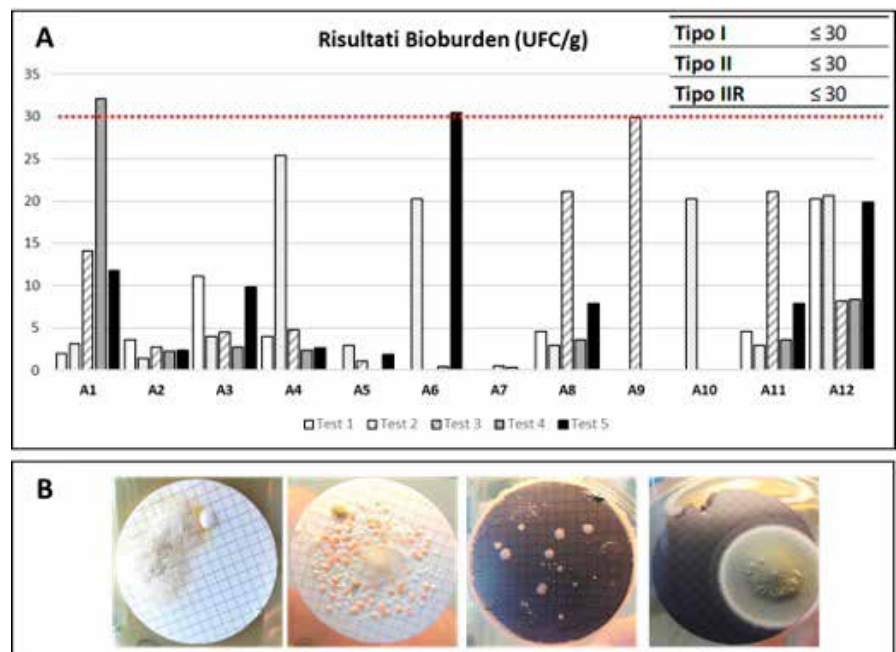 A
Risultati Bioburden (UFC/g)
Tipo I ≤ 30
Tipo II ≤ 30
Tipo IIR ≤ 30
35
30
25
20
15
10
5
0
A1 A2 A3 A4 A5 A6 A7 A8 A9 A10 A11 A12
Test 1 Test 2 Test 3 Test 4 Test 5
B